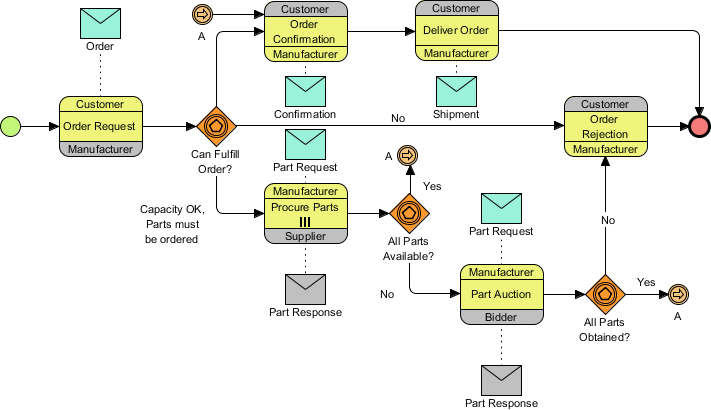 Order
Customer
Order Request
Manufacturer
A
Customer
Order
Confirmation
Manufacturer
Confirmation
Customer
Deliver Order
Manufacturer
Shipment
Can Fulfill
Order?
No
Customer
Order
Rejection
Manufacturer
Part Request
Capacity OK,
Parts must
be ordered
Manufacturer
Procure Parts
Supplier
Part Response
A
Yes
All Parts
Available?
No
Part Request
Manufacturer
Part Auction
Bidder
Part Response
No
Yes
All Parts
Obtained?
A